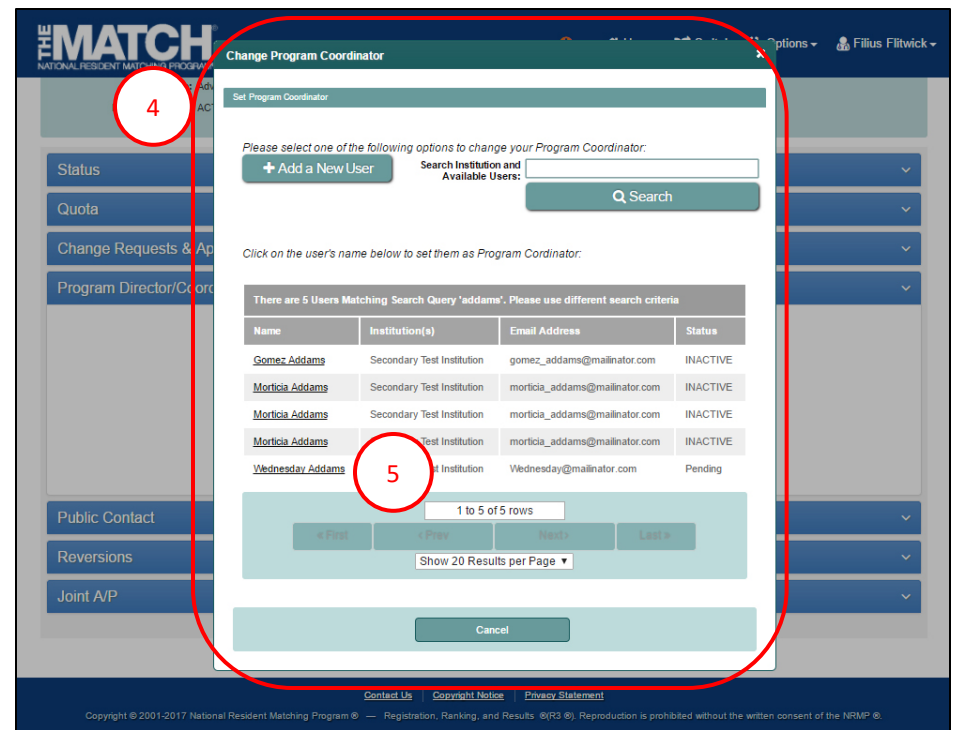 THE MATCH
NATIONAL RESIDENT MATCHING PROGRAM
Options
Filius Flitwick
4
Change Program Coordinator
×
Set Program Coordinator
Please select one of the following options to change your Program Coordinator:
+ Add a New User
Search Institution and
Available Users:
Search
Click on the user's name below to set them as Program Cordinator:
There are 5 Users Matching Search Query 'addams'. Please use different search criteria
Name Institution(s) Email Address Status
Gomez Addams Secondary Test Institution gomez_addams@mailinator.com INACTIVE
Morticia Addams Secondary Test Institution morticia_addams@mailinator.com INACTIVE
Morticia Addams Secondary Test Institution morticia_addams@mailinator.com INACTIVE
Morticia Addams Test Institution morticia_addams@mailinator.com INACTIVE
Wednesday Addams Institution Wednesday@mailinator.com Pending
5
1 to 5 of 5 rows
« First ‹ Prev Next › Last »
Show 20 Results per Page ▼
Cancel
Status
Quota
Change Requests & Ap
Program Director/Coord
Public Contact
Reversions
Joint A/P
Contact Us | Copyright Notice | Privacy Statement
Copyright © 2001-2017 National Resident Matching Program ® — Registration, Ranking, and Results ®(R3 ®). Reproduction is prohibited without the written consent of the NRMP ®.